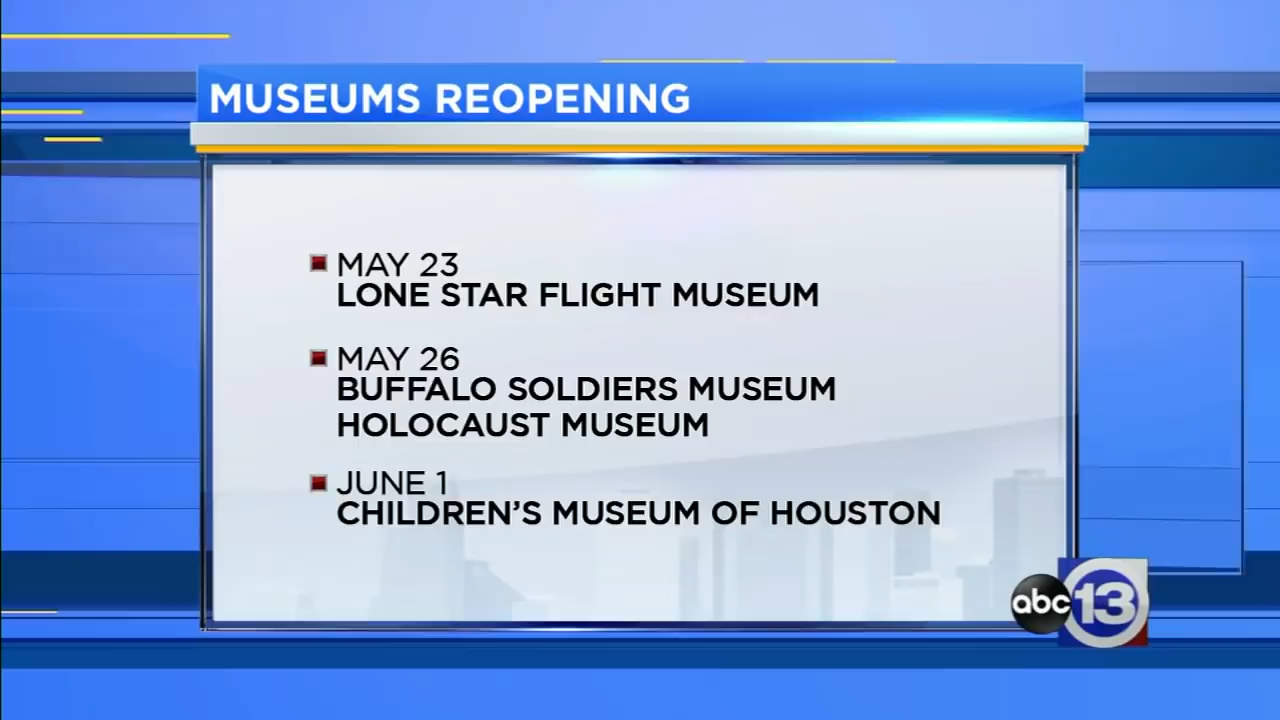 MUSEUMS REOPENING
MAY 23
LONE STAR FLIGHT MUSEUM
MAY 26
BUFFALO SOLDIERS MUSEUM
HOLOCAUST MUSEUM
JUNE 1
CHILDREN'S MUSEUM OF HOUSTON
abc 13